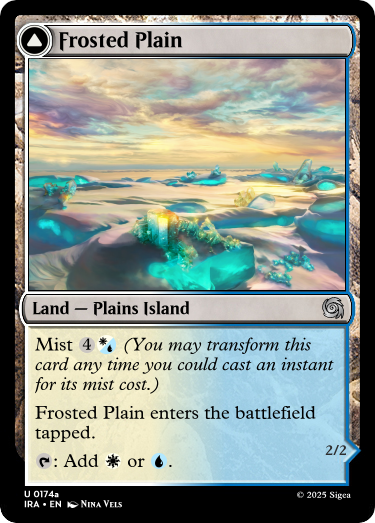 Frosted Plain
Land — Plains Island
Mist 4 (You may transform this
card any time you could cast an instant
for its mist cost.)
Frosted Plain enters the battlefield
tapped.
: Add or .
2/2
U 0174a
IRA • EN Nina Vels
© 2025 Sigea